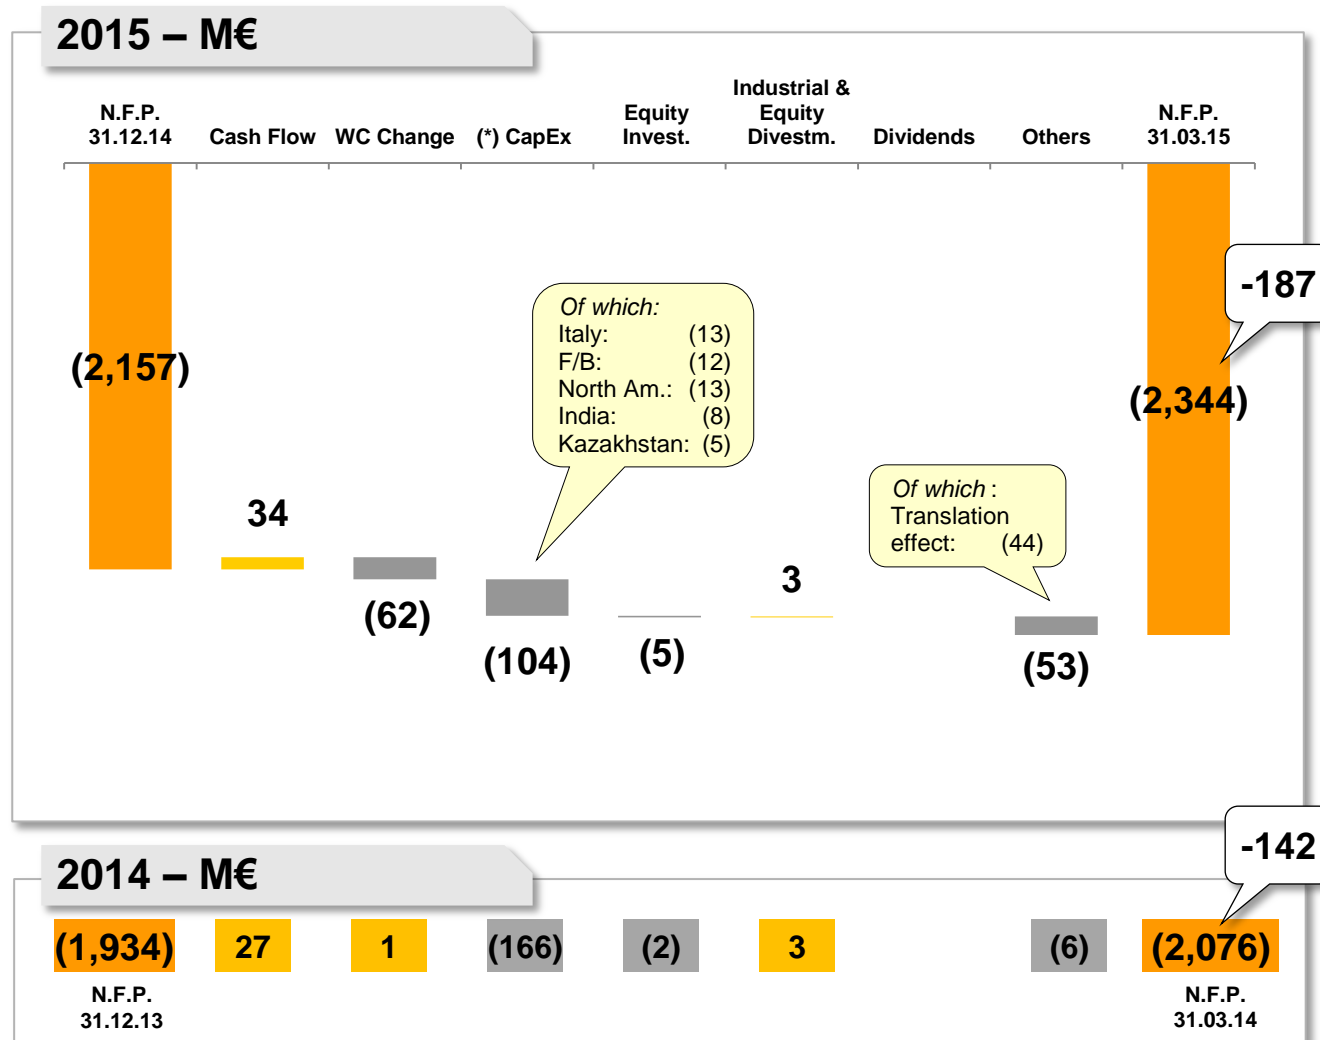 2015 – M€
N.F.P.
31.12.14
Cash Flow
WC Change
(*) CapEx
Equity
Invest.
Industrial &
Equity
Divestm.
Dividends
Others
N.F.P.
31.03.15
-187
Of which:
Italy: (13)
F/B: (12)
North Am.: (13)
India: (8)
Kazakhstan: (5)
(2,157)
(2,344)
Of which :
Translation
effect: (44)
34
(62)
(104)
(5)
3
(53)
-142
2014 – M€
(1,934) 27 1 (166) (2) 3 (6) (2,076)
N.F.P.
31.12.13
N.F.P.
31.03.14